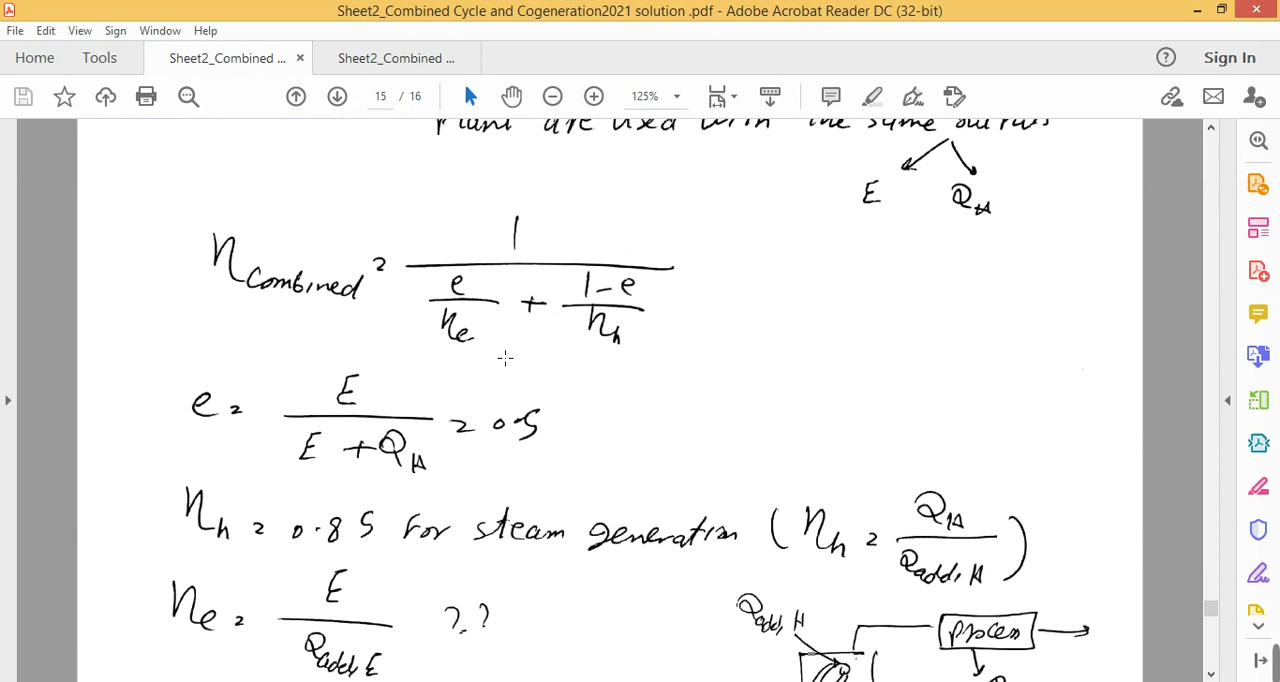 Sheet2_Combined Cycle and Cogeneration2021 solution .pdf - Adobe Acrobat Reader DC (32-bit)
File Edit View Sign Window Help
Home Tools Sheet2_Combined ... × Sheet2_Combined ... Sign In
15 / 16 125%
plant are used with the same outputs
E Q_H
η_Combined = 1 / (e/η_e + (1-e)/η_h)
e = E / (E + Q_H) = 0.5
η_h = 0.85 For steam generation (η_h = Q_H / Q_add,H)
η_e = E / Q_add,E ??
Q_add,H
process